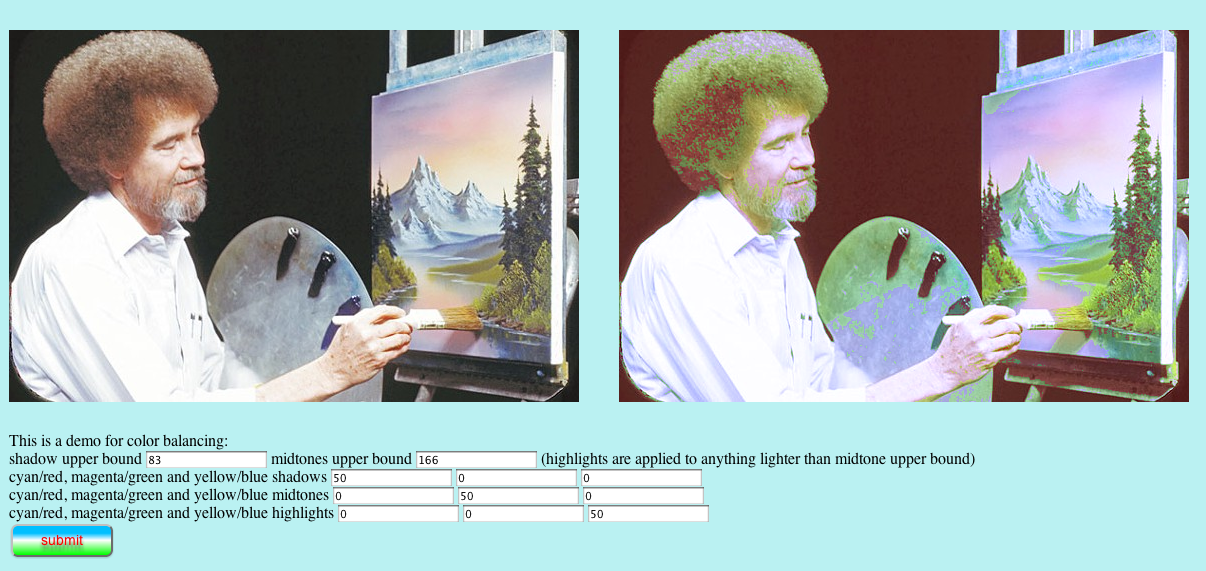 This is a demo for color balancing:
shadow upper bound 83 midtones upper bound 166 (highlights are applied to anything lighter than midtone upper bound)
cyan/red, magenta/green and yellow/blue shadows 50 0 0
cyan/red, magenta/green and yellow/blue midtones 0 50 0
cyan/red, magenta/green and yellow/blue highlights 0 0 50
submit